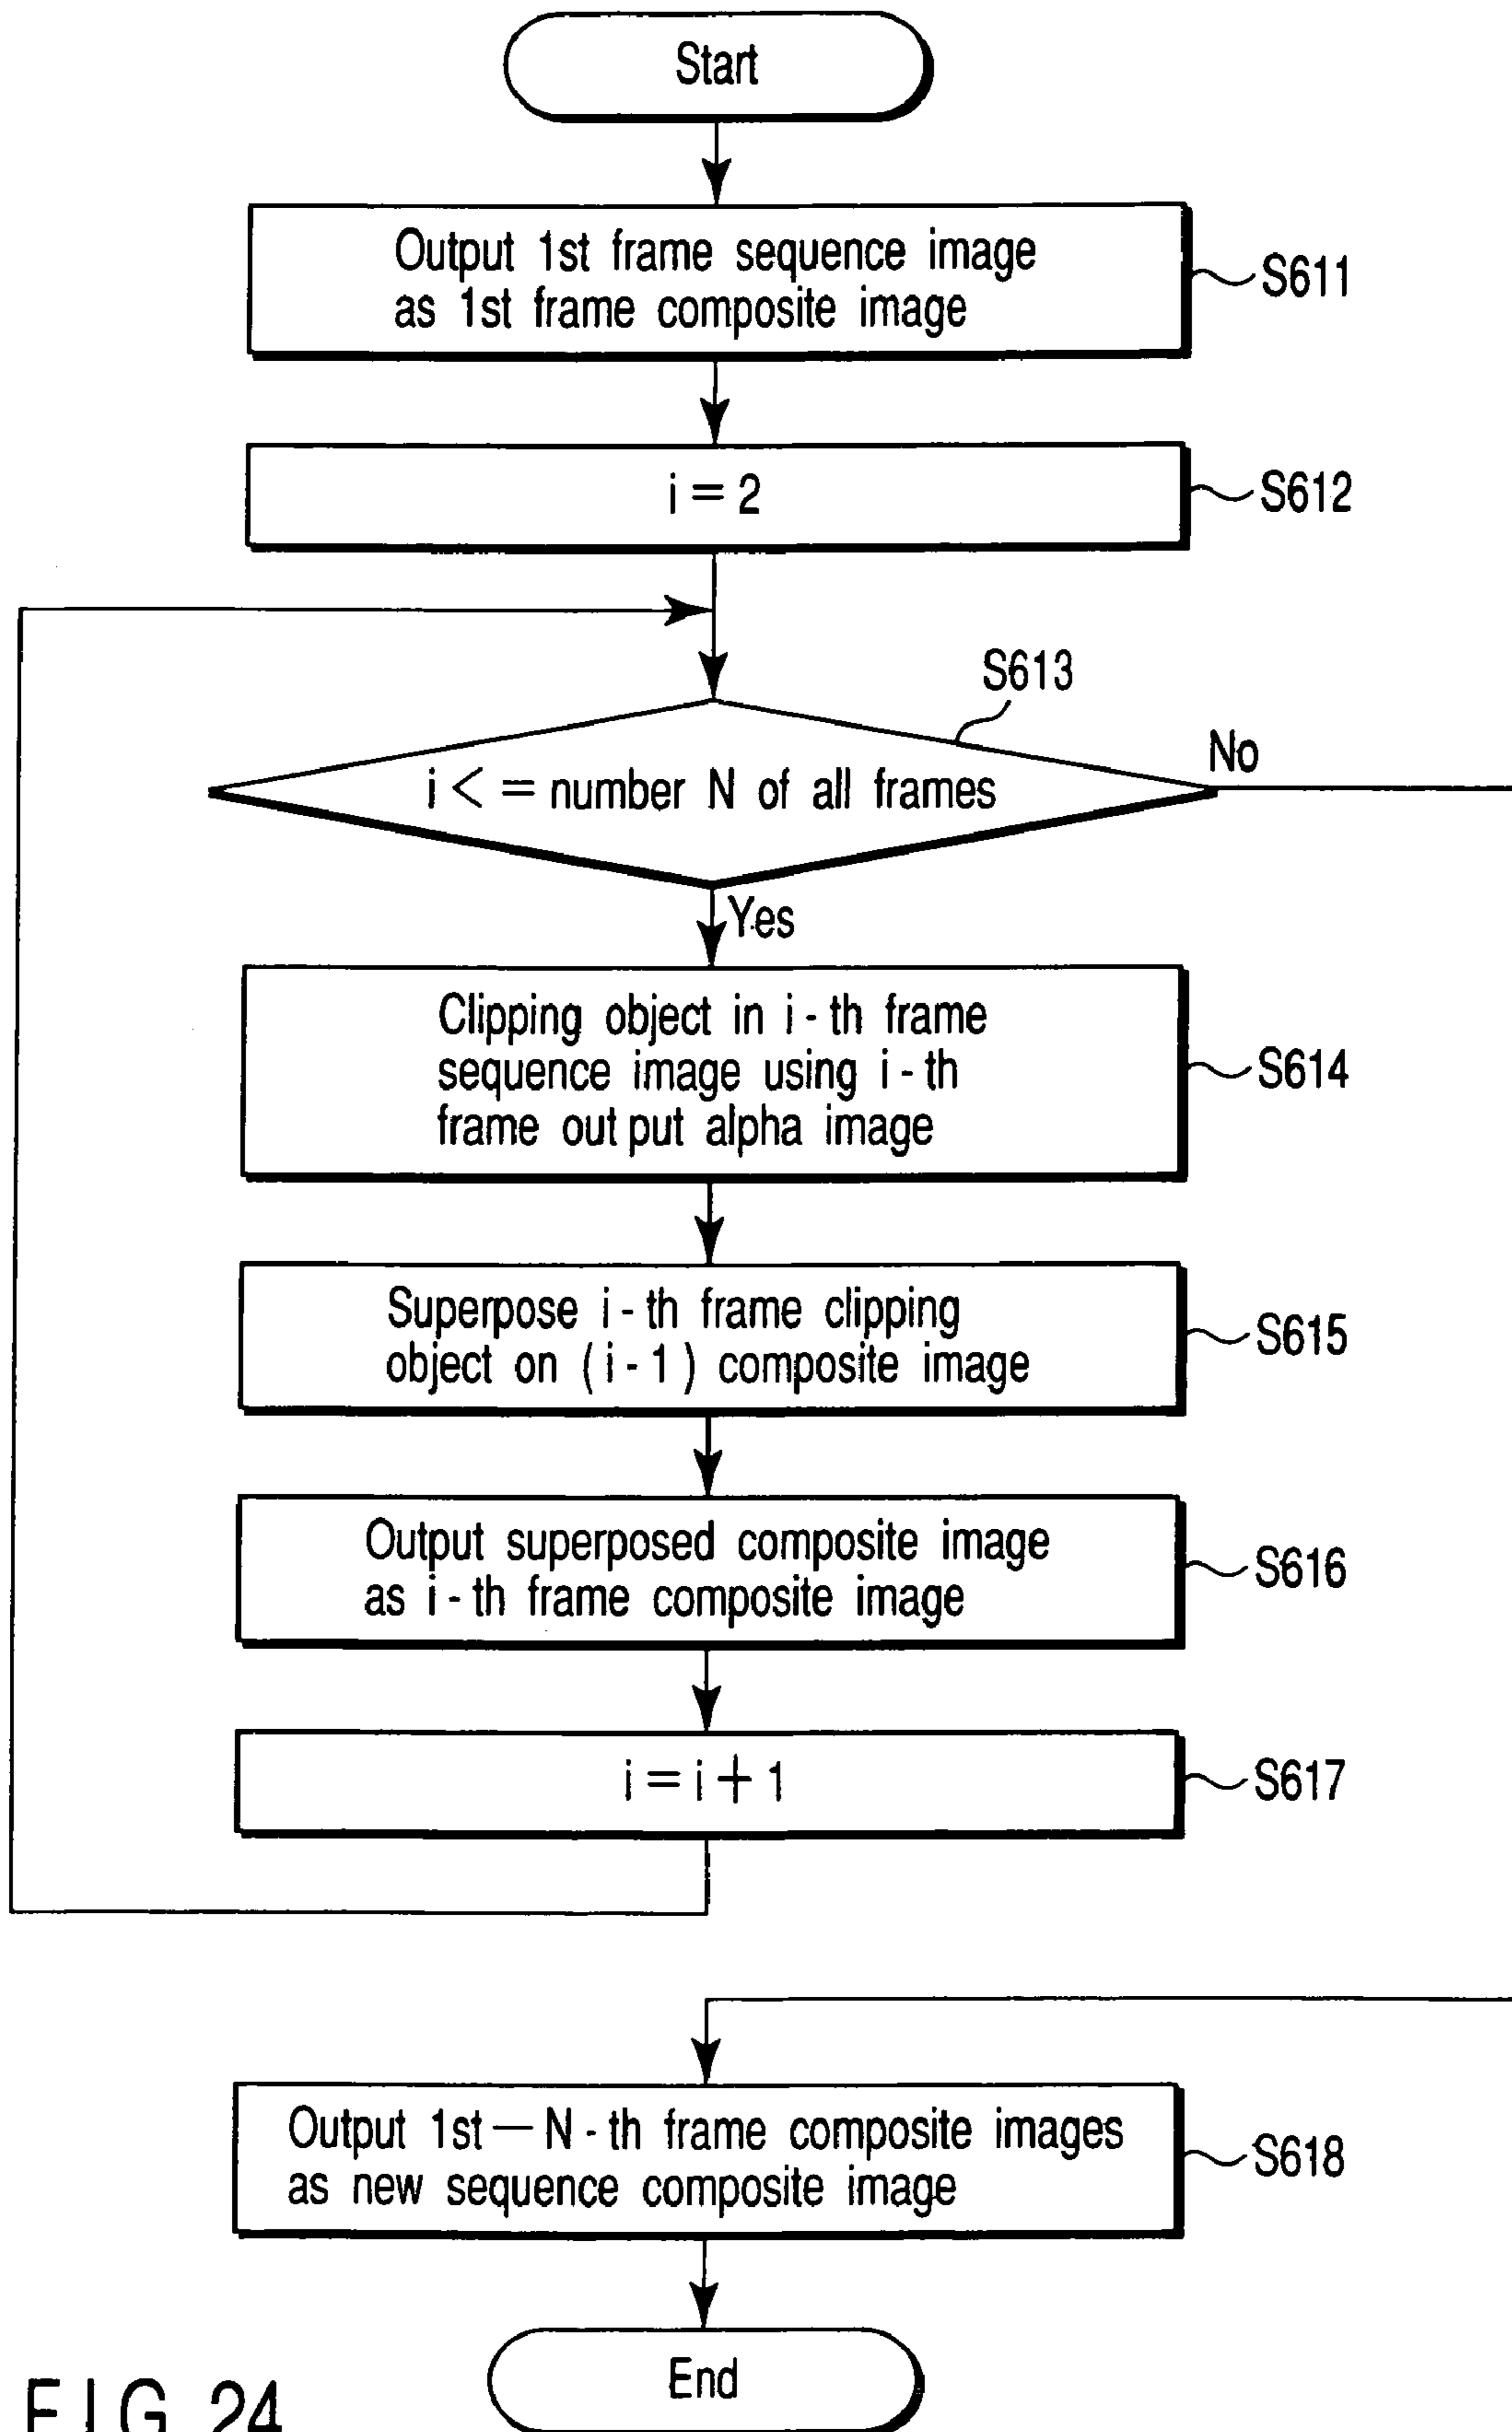 Start
Output 1st frame sequence image
as 1st frame composite image
S611
i = 2
S612
S613
i < = number N of all frames
No
Yes
Clipping object in i - th frame
sequence image using i - th
frame out put alpha image
S614
Superpose i - th frame clipping
object on ( i - 1 ) composite image
S615
Output superposed composite image
as i - th frame composite image
S616
i = i + 1
S617
Output 1st — N - th frame composite images
as new sequence composite image
S618
End
FIG. 24